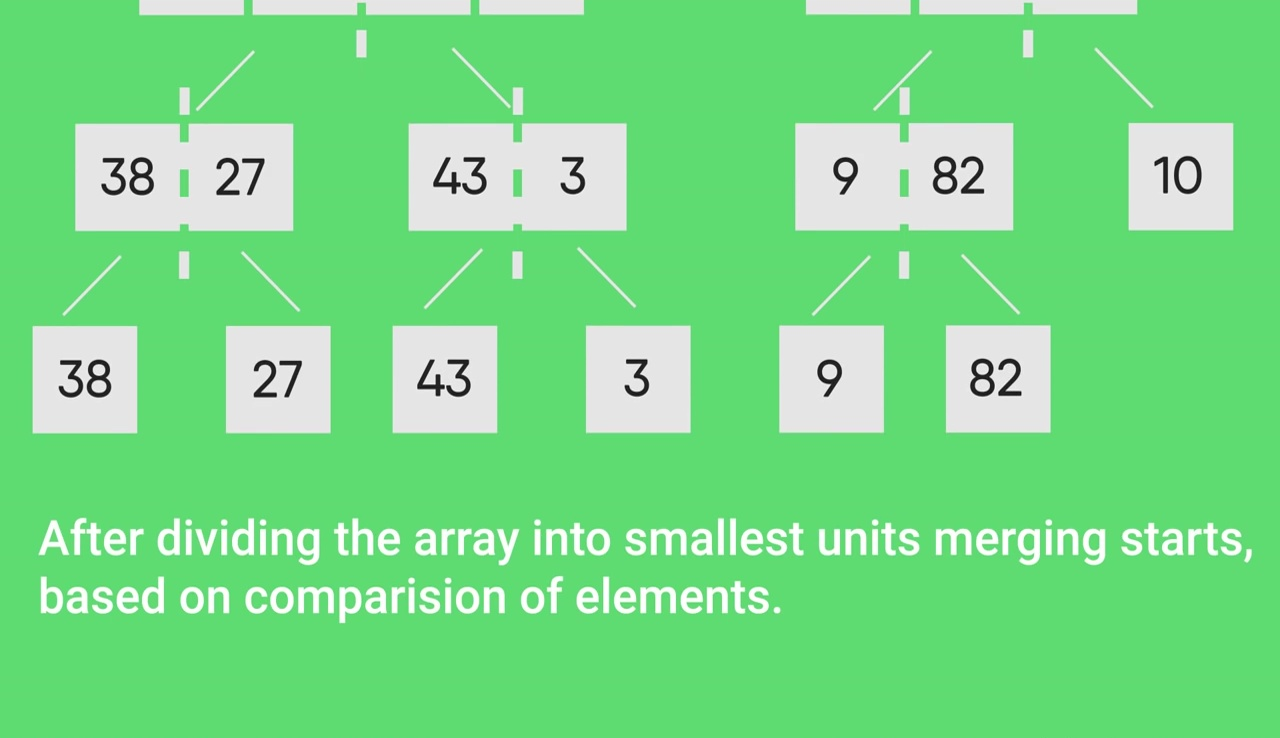 38 27 43 3 9 82 10
38 27 43 3 9 82
After dividing the array into smallest units merging starts,
based on comparision of elements.